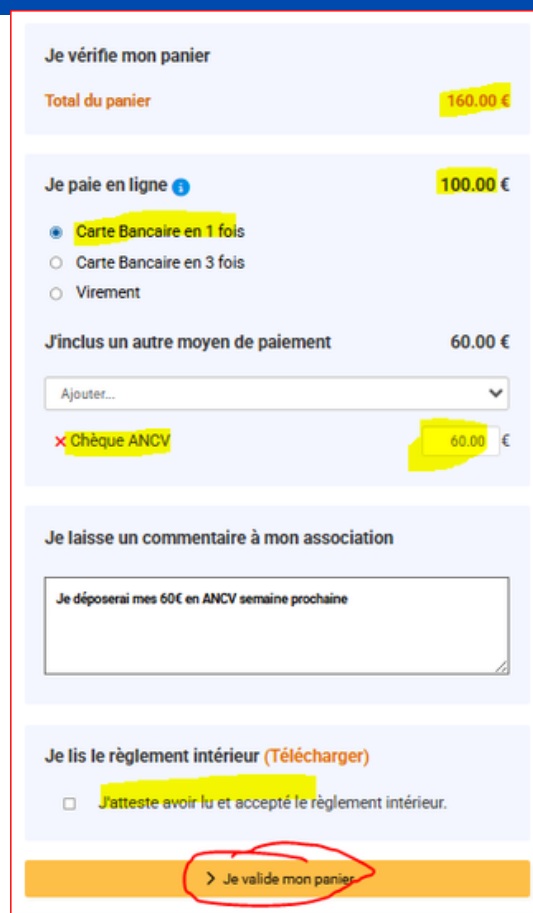 Je vérifie mon panier
Total du panier 160.00 €
Je paie en ligne i 100.00 €
Carte Bancaire en 1 fois
Carte Bancaire en 3 fois
Virement
J'inclus un autre moyen de paiement 60.00 €
Ajouter...
× Chèque ANCV 60.00 €
Je laisse un commentaire à mon association
Je déposerai mes 60€ en ANCV semaine prochaine
Je lis le règlement intérieur (Télécharger)
J'atteste avoir lu et accepté le règlement intérieur.
> Je valide mon panier